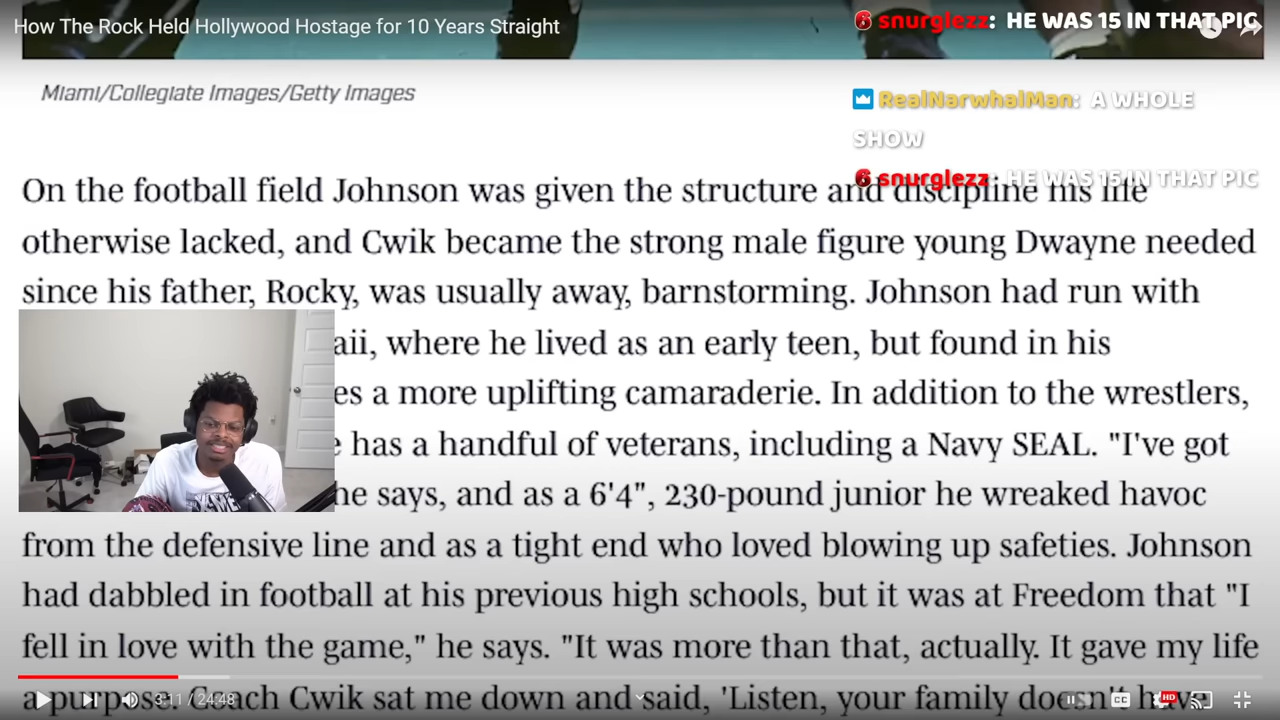 How The Rock Held Hollywood Hostage for 10 Years Straight
snurglezz: HE WAS 15 IN THAT PIC
Miami/Collegiate Images/Getty Images
RealNarwhalMan: A WHOLE
SHOW
snurglezz: HE WAS 15 IN THAT PIC
On the football field Johnson was given the structure and discipline his life
otherwise lacked, and Cwik became the strong male figure young Dwayne needed
since his father, Rocky, was usually away, barnstorming. Johnson had run with
aii, where he lived as an early teen, but found in his
es a more uplifting camaraderie. In addition to the wrestlers,
has a handful of veterans, including a Navy SEAL. "I've got
he says, and as a 6'4", 230-pound junior he wreaked havoc
from the defensive line and as a tight end who loved blowing up safeties. Johnson
had dabbled in football at his previous high schools, but it was at Freedom that "I
fell in love with the game," he says. "It was more than that, actually. It gave my life
a purpose. Coach Cwik sat me down and said, 'Listen, your family doesn't have
3:11 / 24:48
CC
HD